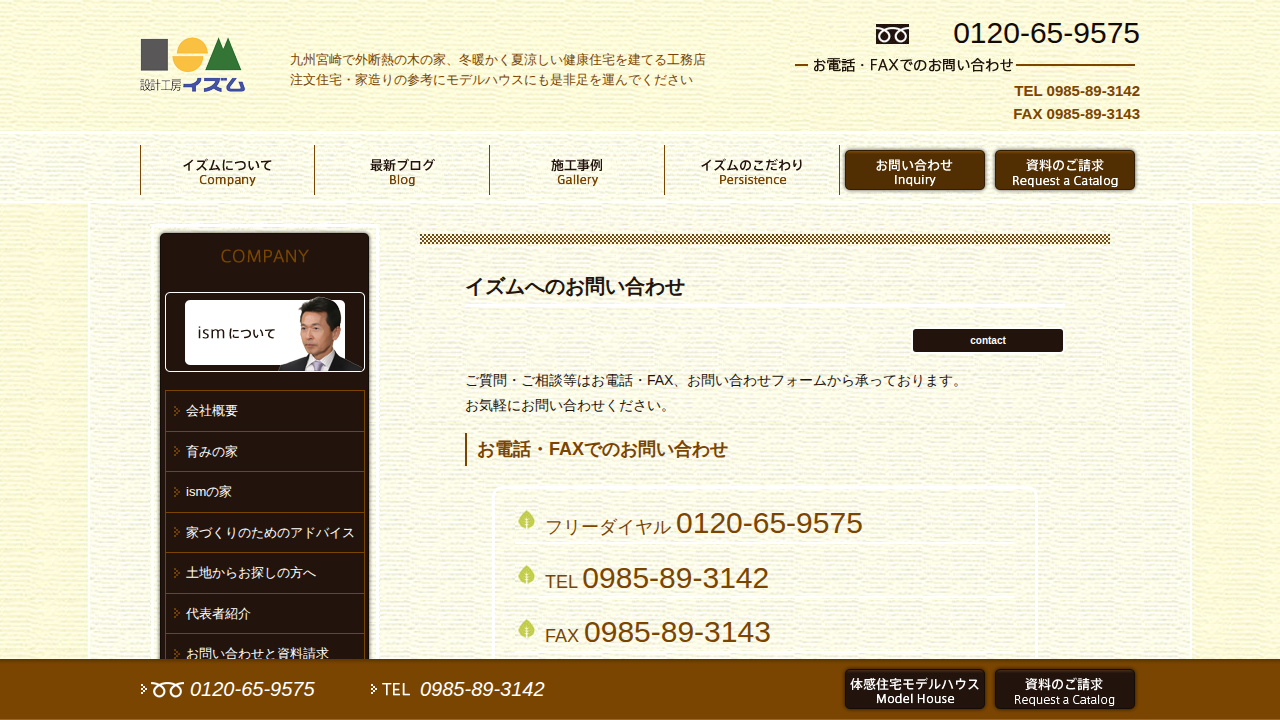 設計工房イズム
九州宮崎で外断熱の木の家、冬暖かく夏涼しい健康住宅を建てる工務店
注文住宅・家造りの参考にモデルハウスにも是非足を運んでください
0120-65-9575
お電話・FAXでのお問い合わせ
TEL 0985-89-3142
FAX 0985-89-3143
イズムについて
Company
最新ブログ
Blog
施工事例
Gallery
イズムのこだわり
Persistence
お問い合わせ
Inquiry
資料のご請求
Request a Catalog
COMPANY
ismについて
会社概要
育みの家
ismの家
家づくりのためのアドバイス
土地からお探しの方へ
代表者紹介
お問い合わせと資料請求
イズムへのお問い合わせ
contact
ご質問・ご相談等はお電話・FAX、お問い合わせフォームから承っております。
お気軽にお問い合わせください。
お電話・FAXでのお問い合わせ
フリーダイヤル 0120-65-9575
TEL 0985-89-3142
FAX 0985-89-3143
0120-65-9575
TEL 0985-89-3142
体感住宅モデルハウス
Model House
資料のご請求
Request a Catalog